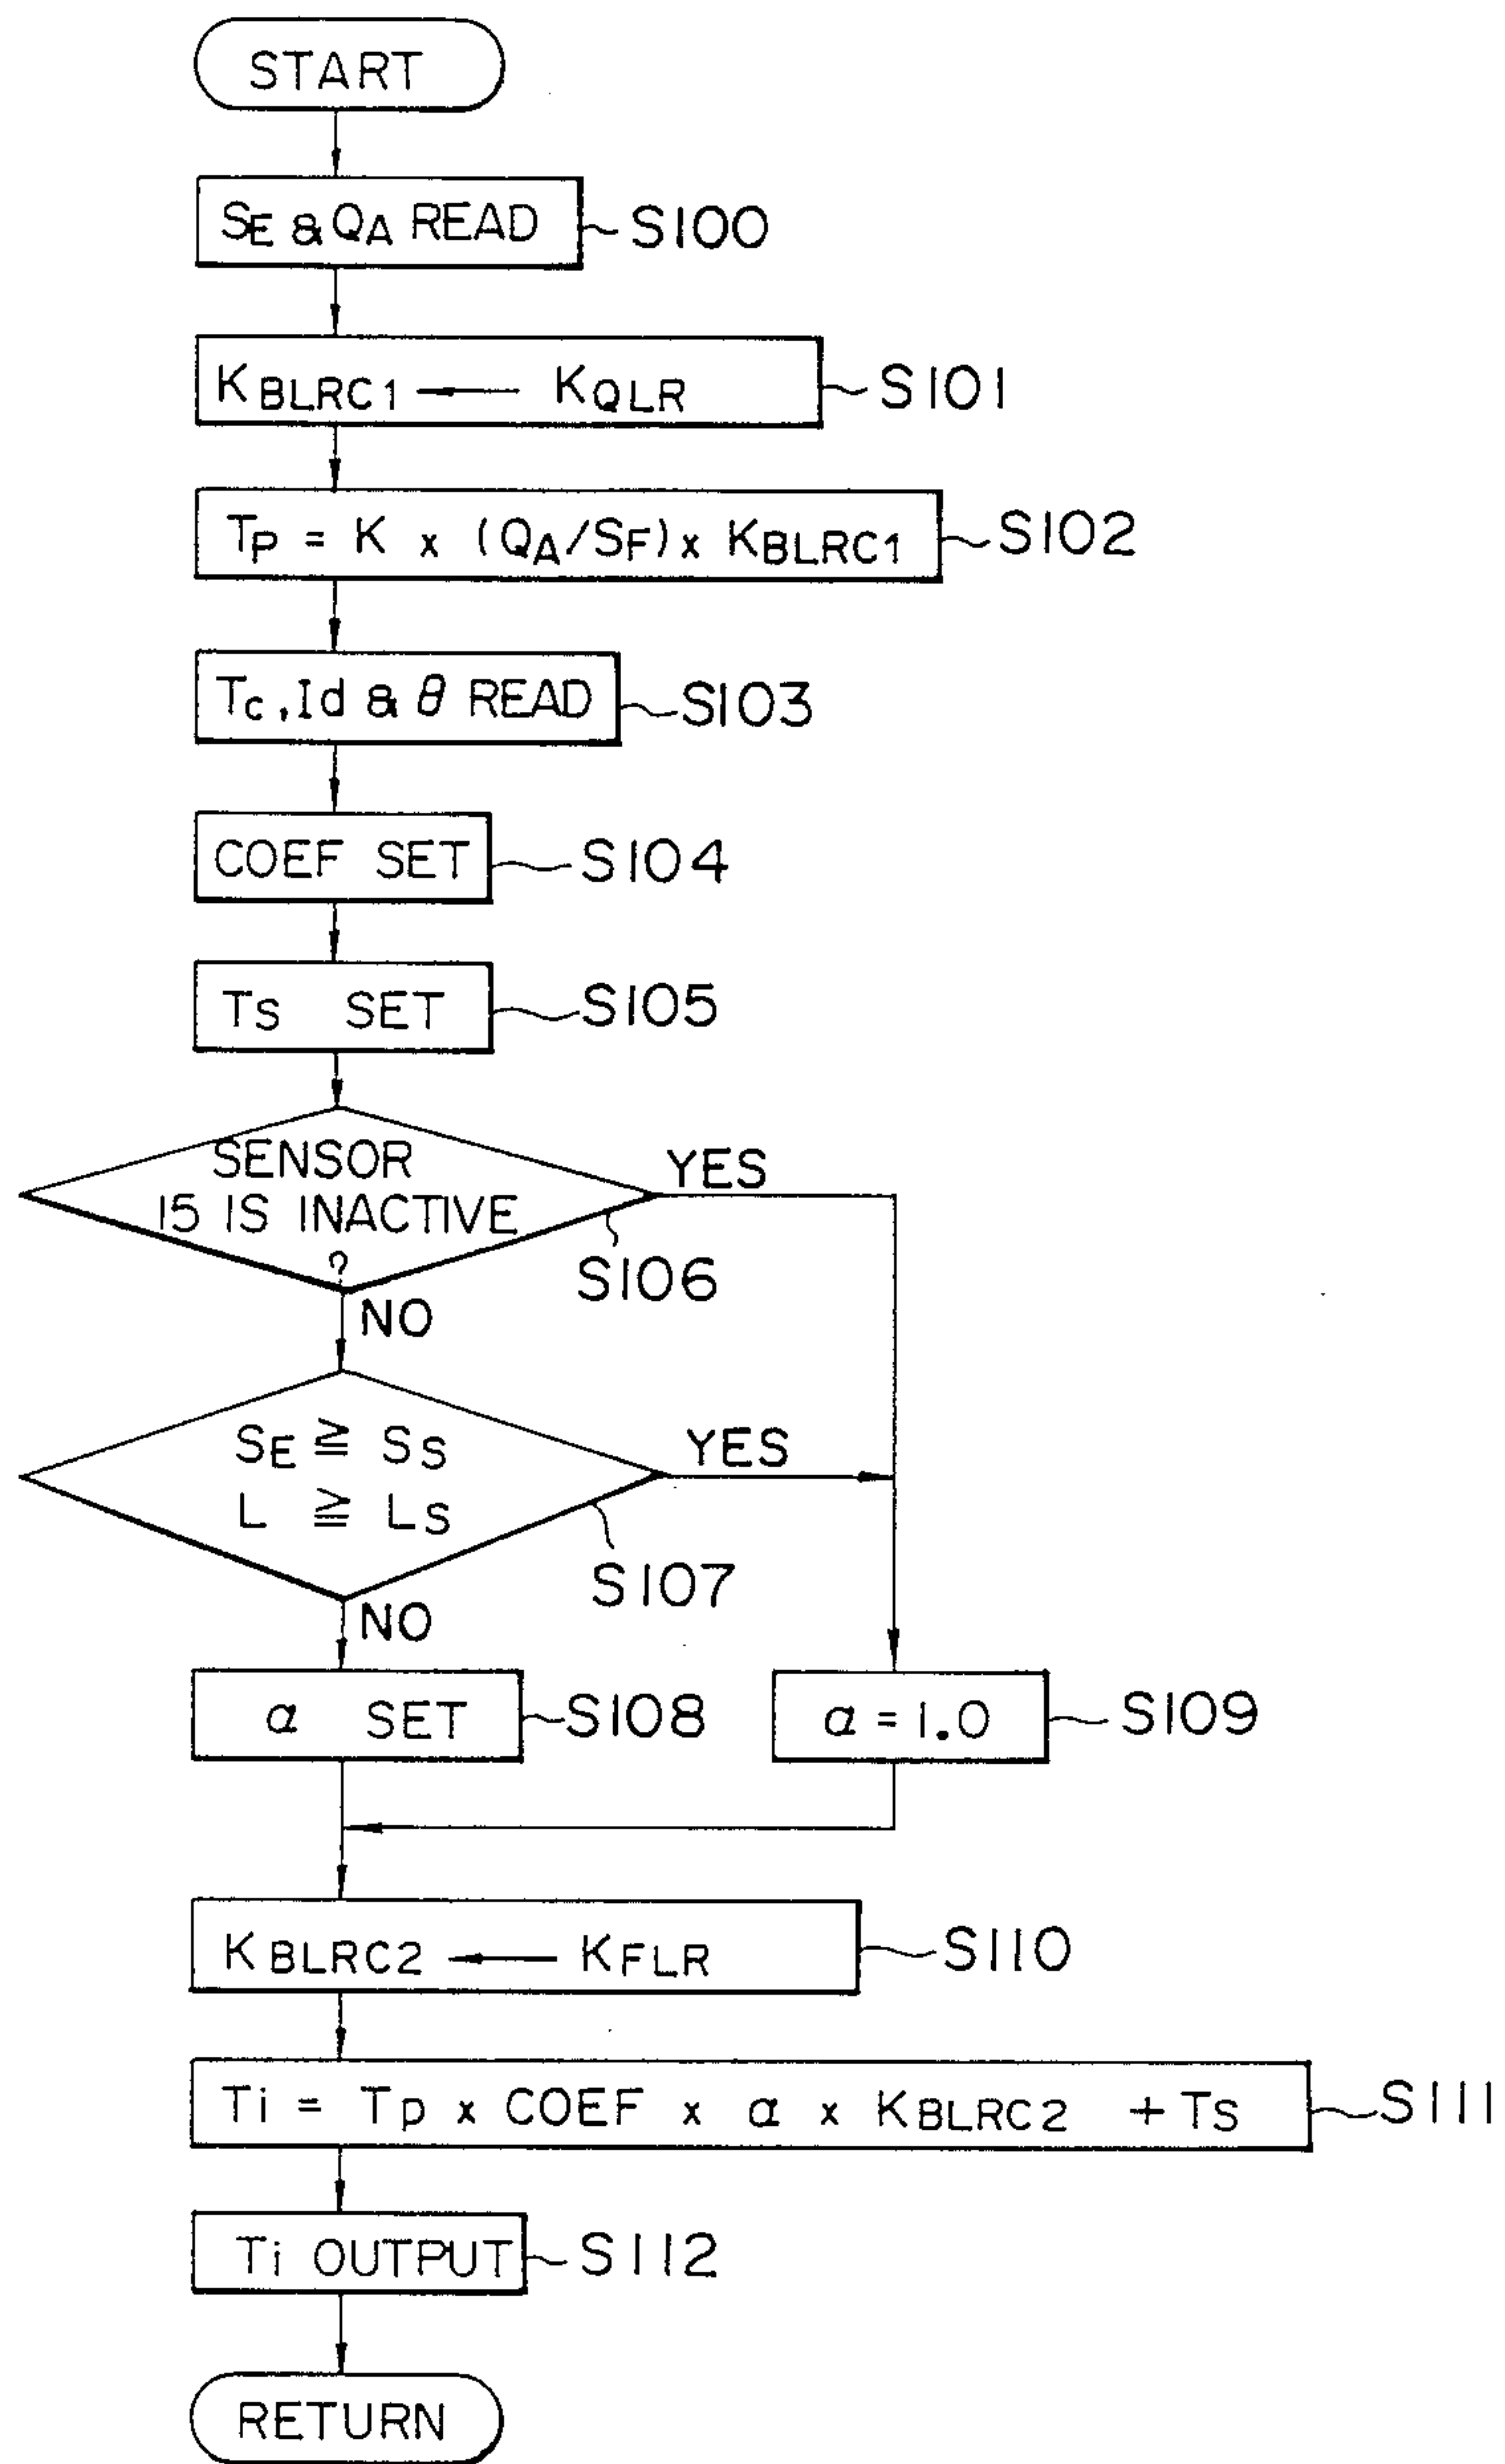 START
SE & QA READ
S100
KBLRC1 ← KQLR
S101
TP = K x (QA/SF) x KBLRC1
S102
Tc, Id & θ READ
S103
COEF SET
S104
TS SET
S105
SENSOR
15 IS INACTIVE
?
YES
S106
NO
SE ≧ SS
L ≧ LS
YES
S107
NO
α SET
S108
α = 1.0
S109
KBLRC2 ← KFLR
S110
Ti = Tp x COEF x α x KBLRC2 + TS
S111
Ti OUTPUT
S112
RETURN